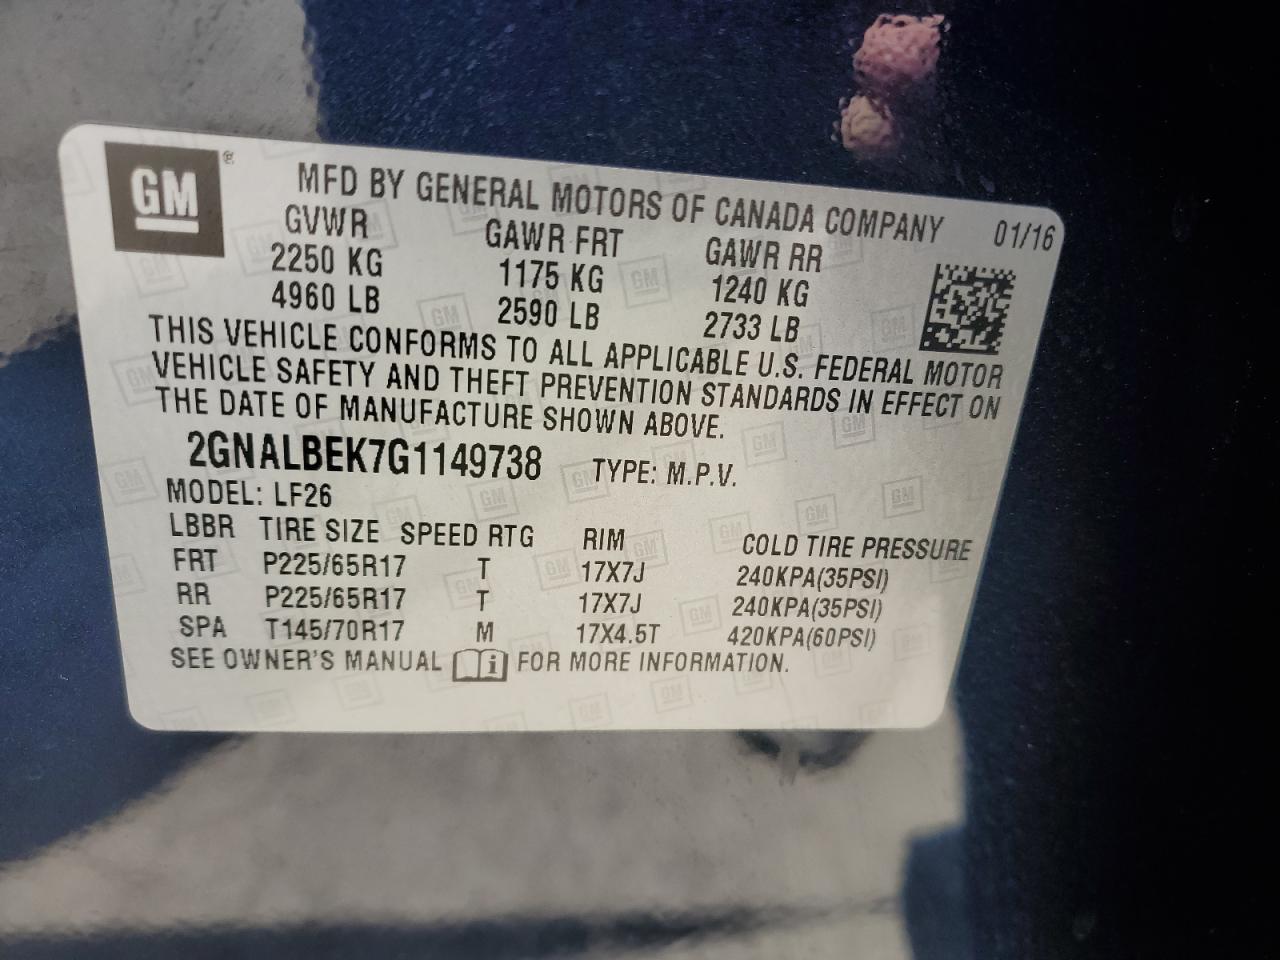 GM ®
MFD BY GENERAL MOTORS OF CANADA COMPANY 01/16
GVWR GAWR FRT GAWR RR
2250 KG 1175 KG 1240 KG
4960 LB 2590 LB 2733 LB
THIS VEHICLE CONFORMS TO ALL APPLICABLE U.S. FEDERAL MOTOR
VEHICLE SAFETY AND THEFT PREVENTION STANDARDS IN EFFECT ON
THE DATE OF MANUFACTURE SHOWN ABOVE.
2GNALBEK7G1149738 TYPE: M.P.V.
MODEL: LF26
LBBR TIRE SIZE SPEED RTG RIM COLD TIRE PRESSURE
FRT P225/65R17 T 17X7J 240KPA(35PSI)
RR P225/65R17 T 17X7J 240KPA(35PSI)
SPA T145/70R17 M 17X4.5T 420KPA(60PSI)
SEE OWNER'S MANUAL i FOR MORE INFORMATION.